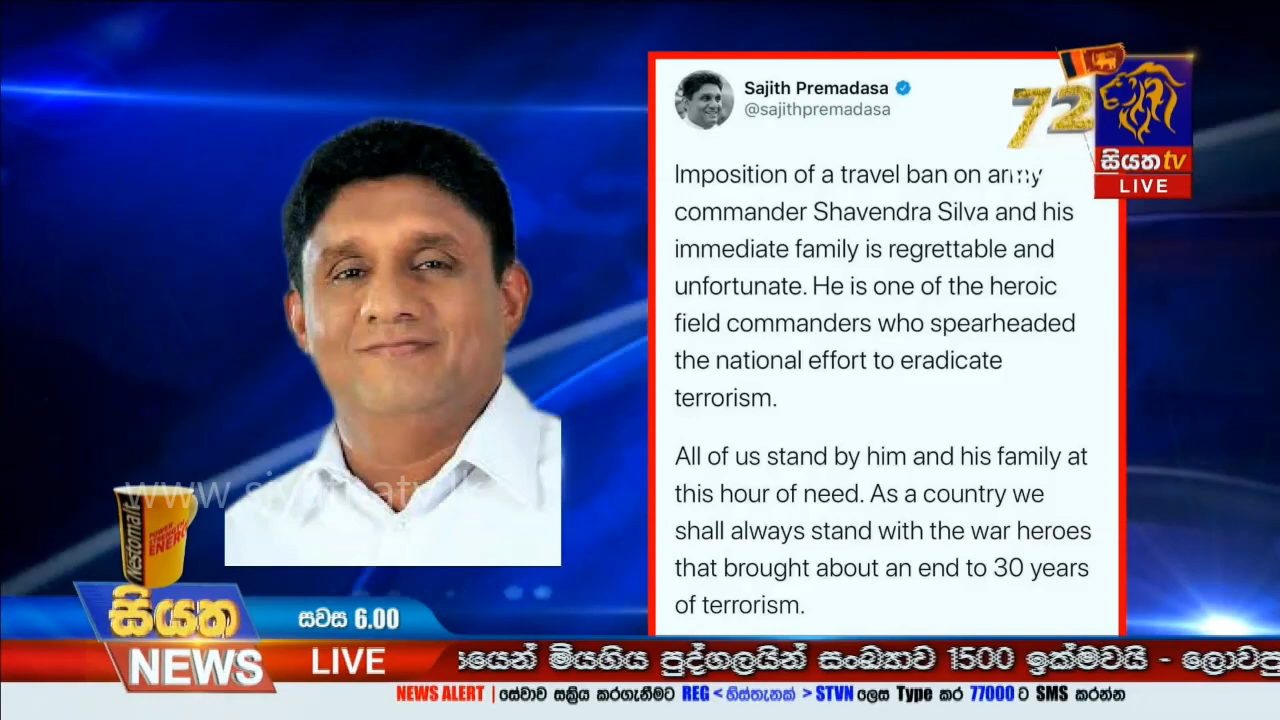 Sajith Premadasa
@sajithpremadasa
72
සියත tv
LIVE
Imposition of a travel ban on army
commander Shavendra Silva and his
immediate family is regrettable and
unfortunate. He is one of the heroic
field commanders who spearheaded
the national effort to eradicate
terrorism.
All of us stand by him and his family at
this hour of need. As a country we
shall always stand with the war heroes
that brought about an end to 30 years
of terrorism.
Nestomalt
ENERGY
සියත
NEWS
සවස 6.00
LIVE
මියගිය පුද්ගලයින් සංඛ්‍යාව 1500 ඉක්මවයි -
NEWS ALERT | සේවාව සක්‍රිය කරගැනීමට REG < හිස්තැනක් > STVN ලෙස Type කර 77000 ට SMS කරන්න